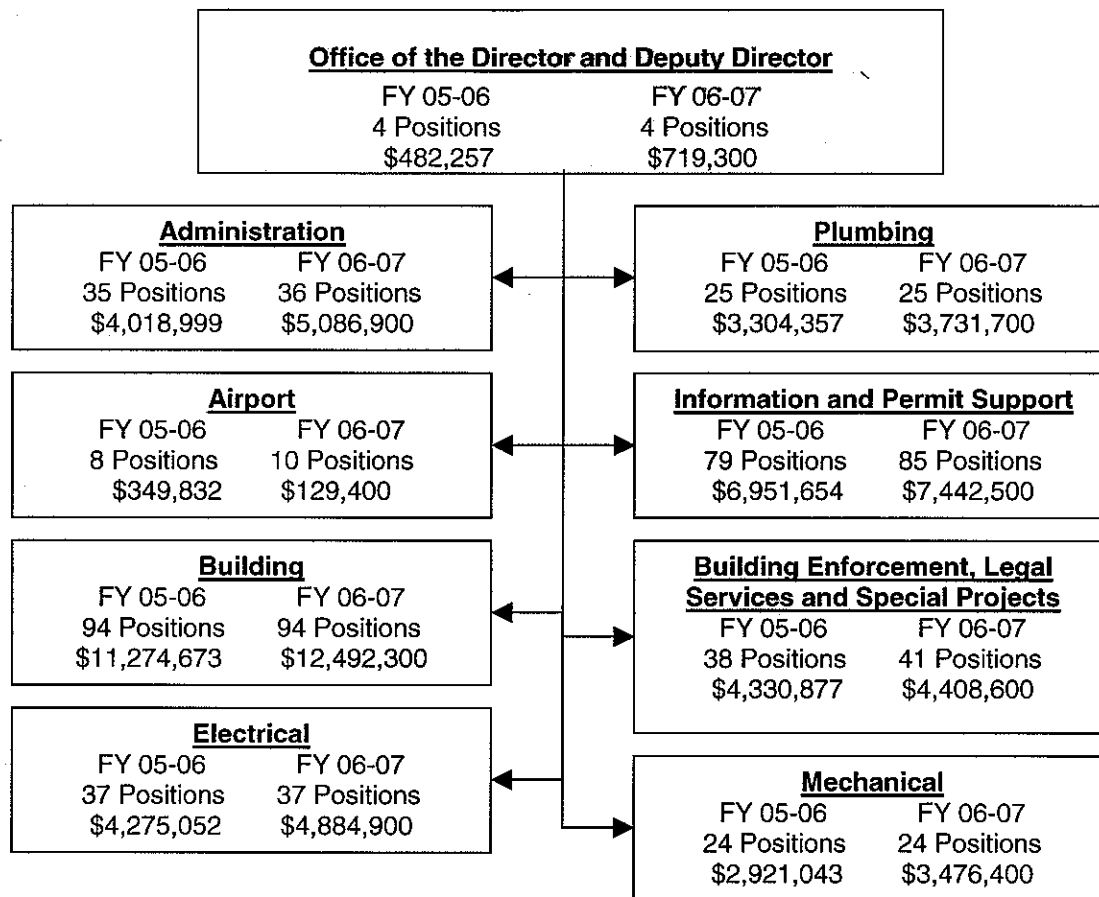 Office of the Director and Deputy Director
FY 05-06 FY 06-07
4 Positions 4 Positions
$482,257 $719,300
Administration
FY 05-06 FY 06-07
35 Positions 36 Positions
$4,018,999 $5,086,900
Plumbing
FY 05-06 FY 06-07
25 Positions 25 Positions
$3,304,357 $3,731,700
Airport
FY 05-06 FY 06-07
8 Positions 10 Positions
$349,832 $129,400
Information and Permit Support
FY 05-06 FY 06-07
79 Positions 85 Positions
$6,951,654 $7,442,500
Building
FY 05-06 FY 06-07
94 Positions 94 Positions
$11,274,673 $12,492,300
Building Enforcement, Legal
Services and Special Projects
FY 05-06 FY 06-07
38 Positions 41 Positions
$4,330,877 $4,408,600
Electrical
FY 05-06 FY 06-07
37 Positions 37 Positions
$4,275,052 $4,884,900
Mechanical
FY 05-06 FY 06-07
24 Positions 24 Positions
$2,921,043 $3,476,400